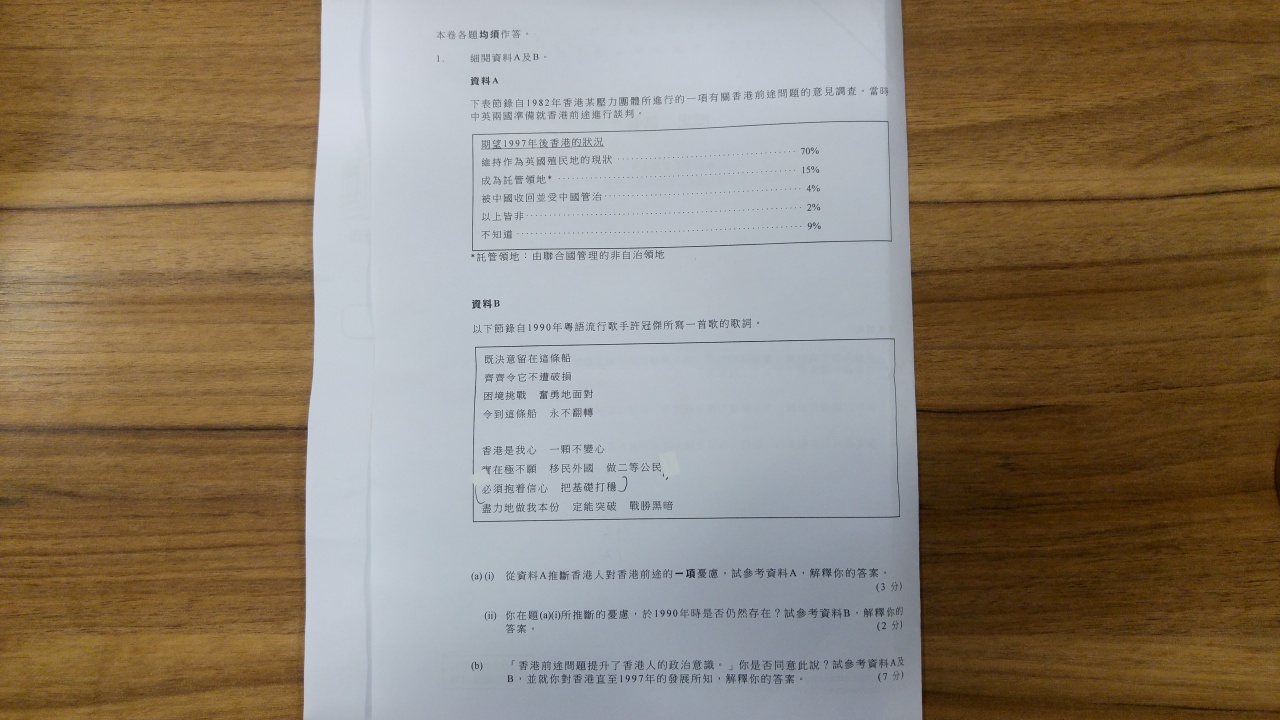 本卷各題均須作答。
1. 細閱資料A及B。
資料A
下表節錄自1982年香港某壓力團體所進行的一項有關香港前途問題的意見調查。當時
中英兩國準備就香港前途進行談判。
期望1997年後香港的狀況
維持作為英國殖民地的現狀 ········ 70%
成為託管領地* ········ 15%
被中國收回並受中國管治 ········ 4%
以上皆非 ········ 2%
不知道 ········ 9%
*託管領地：由聯合國管理的非自治領地
資料B
以下節錄自1990年粵語流行歌手許冠傑所寫一首歌的歌詞。
既決意留在這條船
齊齊令它不遭破損
困境挑戰 奮勇地面對
令到這條船 永不翻轉
香港是我心 一顆不變心
實在極不願 移民外國 做二等公民
必須抱着信心 把基礎打穩
盡力地做我本份 定能突破 戰勝黑暗
(a) (i) 從資料A推斷香港人對香港前途的一項憂慮。試參考資料A，解釋你的答案。
(3 分)
(ii) 你在題(a)(i)所推斷的憂慮，於1990年時是否仍然存在？試參考資料B，解釋你的
答案。 (2 分)
(b) 「香港前途問題提升了香港人的政治意識。」你是否同意此說？試參考資料A及
B，並就你對香港直至1997年的發展所知，解釋你的答案。 (7 分)